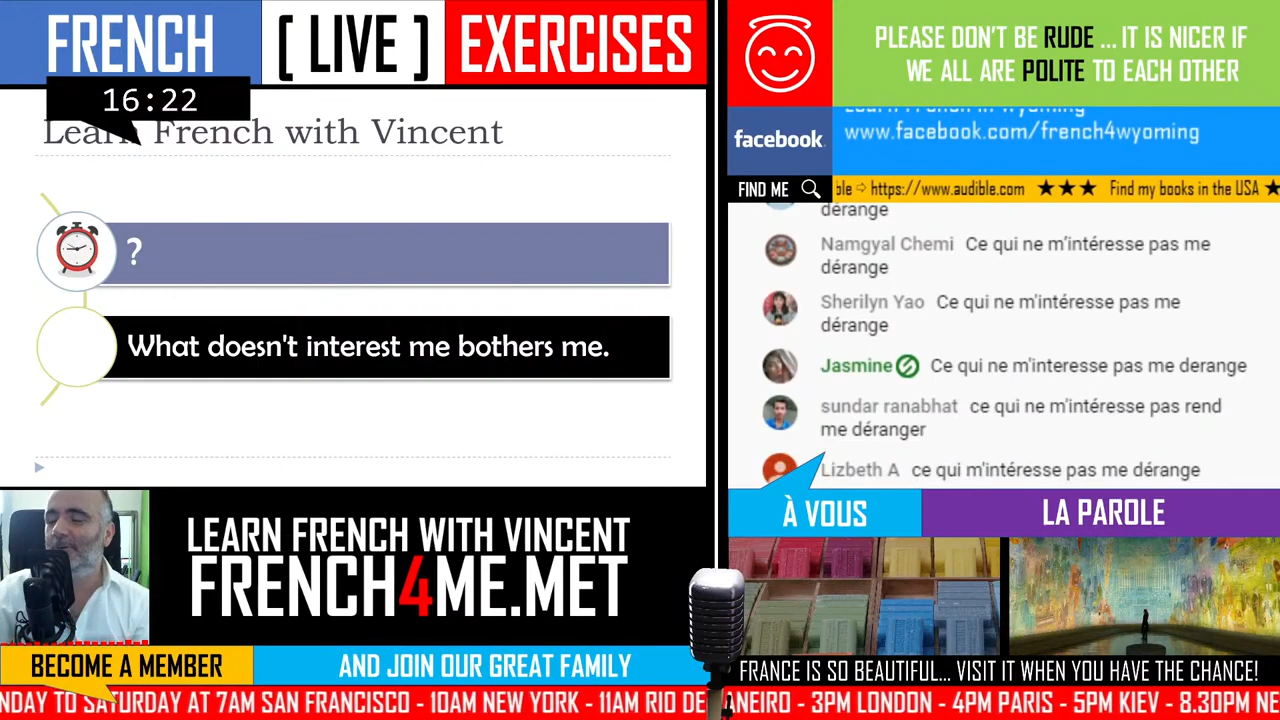 FRENCH [ LIVE ] EXERCISES
16:22
Learn French with Vincent
?
What doesn't interest me bothers me.
LEARN FRENCH WITH VINCENT
FRENCH4ME.MET
BECOME A MEMBER
AND JOIN OUR GREAT FAMILY
PLEASE DON'T BE RUDE ... IT IS NICER IF
WE ALL ARE POLITE TO EACH OTHER
facebook.
Learn French in Wyoming
www.facebook.com/french4wyoming
FIND ME
ble ⇨ https://www.audible.com ★★★ Find my books in the USA ★
dérange
Namgyal Chemi Ce qui ne m'intéresse pas me
dérange
Sherilyn Yao Ce qui ne m'intéresse pas me
dérange
Jasmine Ce qui ne m'interesse pas me derange
sundar ranabhat ce qui ne m'intéresse pas rend
me déranger
Lizbeth A ce qui m'intéresse pas me dérange
À VOUS
LA PAROLE
FRANCE IS SO BEAUTIFUL... VISIT IT WHEN YOU HAVE THE CHANCE!
NDAY TO SATURDAY AT 7AM SAN FRANCISCO - 10AM NEW YORK - 11AM RIO DE JANEIRO - 3PM LONDON - 4PM PARIS - 5PM KIEV - 8.30PM NE